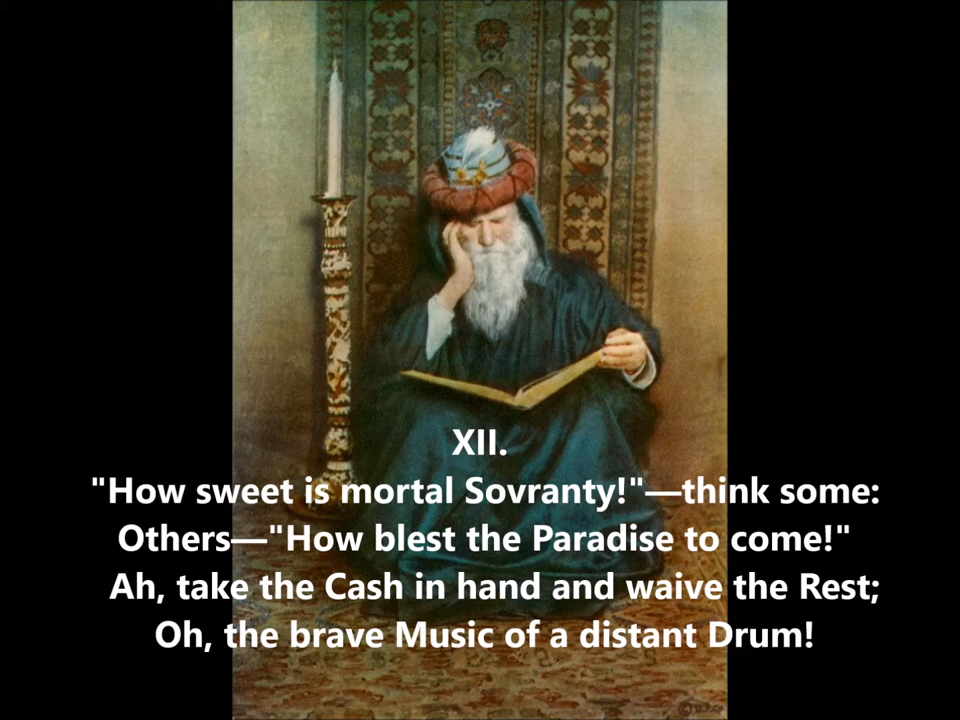 XII.
"How sweet is mortal Sovranty!"—think some:
Others—"How blest the Paradise to come!"
Ah, take the Cash in hand and waive the Rest;
Oh, the brave Music of a distant Drum!